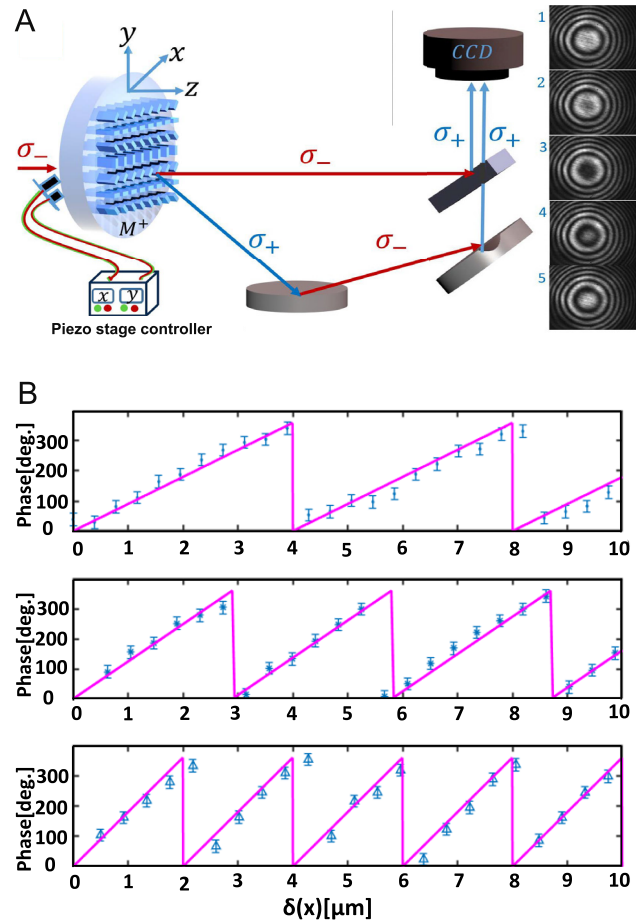 A
y
x
z
σ₋
M⁺
σ₊
σ₋
σ₋
σ₊
σ₊
CCD
x y
Piezo stage controller
1
2
3
4
5
B
Phase[deg.]
300
200
100
0
0 1 2 3 4 5 6 7 8 9 10
Phase[deg.]
300
200
100
0
0 1 2 3 4 5 6 7 8 9 10
Phase[deg.]
300
200
100
0
0 1 2 3 4 5 6 7 8 9 10
δ(x)[μm]